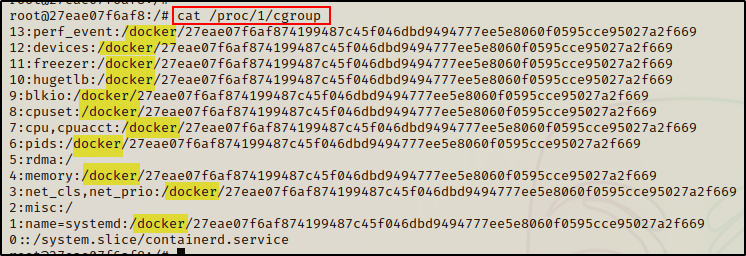 root@27eae07f6af8:/# cat /proc/1/cgroup
13:perf_event:/docker/27eae07f6af874199487c45f046dbd9494777ee5e8060f0595cce95027a2f669
12:devices:/docker/27eae07f6af874199487c45f046dbd9494777ee5e8060f0595cce95027a2f669
11:freezer:/docker/27eae07f6af874199487c45f046dbd9494777ee5e8060f0595cce95027a2f669
10:hugetlb:/docker/27eae07f6af874199487c45f046dbd9494777ee5e8060f0595cce95027a2f669
9:blkio:/docker/27eae07f6af874199487c45f046dbd9494777ee5e8060f0595cce95027a2f669
8:cpuset:/docker/27eae07f6af874199487c45f046dbd9494777ee5e8060f0595cce95027a2f669
7:cpu,cpuacct:/docker/27eae07f6af874199487c45f046dbd9494777ee5e8060f0595cce95027a2f669
6:pids:/docker/27eae07f6af874199487c45f046dbd9494777ee5e8060f0595cce95027a2f669
5:rdma:/
4:memory:/docker/27eae07f6af874199487c45f046dbd9494777ee5e8060f0595cce95027a2f669
3:net_cls,net_prio:/docker/27eae07f6af874199487c45f046dbd9494777ee5e8060f0595cce95027a2f669
2:misc:/
1:name=systemd:/docker/27eae07f6af874199487c45f046dbd9494777ee5e8060f0595cce95027a2f669
0::/system.slice/containerd.service
root@27eae07f6af8:/#